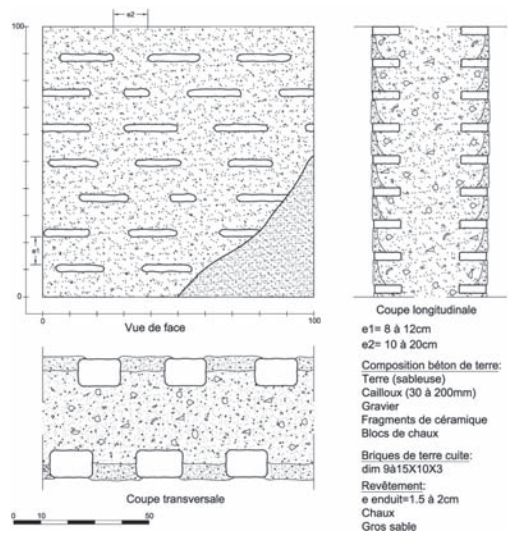 e2
100
e1
0
0
100
Vue de face
Coupe longitudinale
e1= 8 à 12cm
e2= 10 à 20cm
Composition béton de terre:
Terre (sableuse)
Cailloux (30 à 200mm)
Gravier
Fragments de céramique
Blocs de chaux
Briques de terre cuite:
dim 9à15X10X3
Revêtement:
e enduit=1.5 à 2cm
Chaux
Gros sable
Coupe transversale
0 10 50